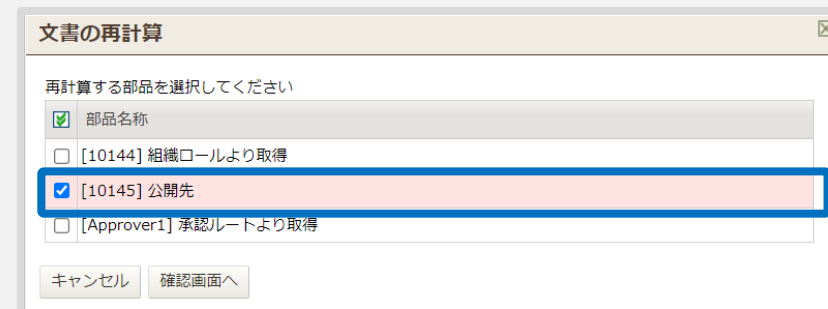 文書の再計算
再計算する部品を選択してください
部品名称
[10144] 組織ロールより取得
[10145] 公開先
[Approver1] 承認ルートより取得
キャンセル 確認画面へ